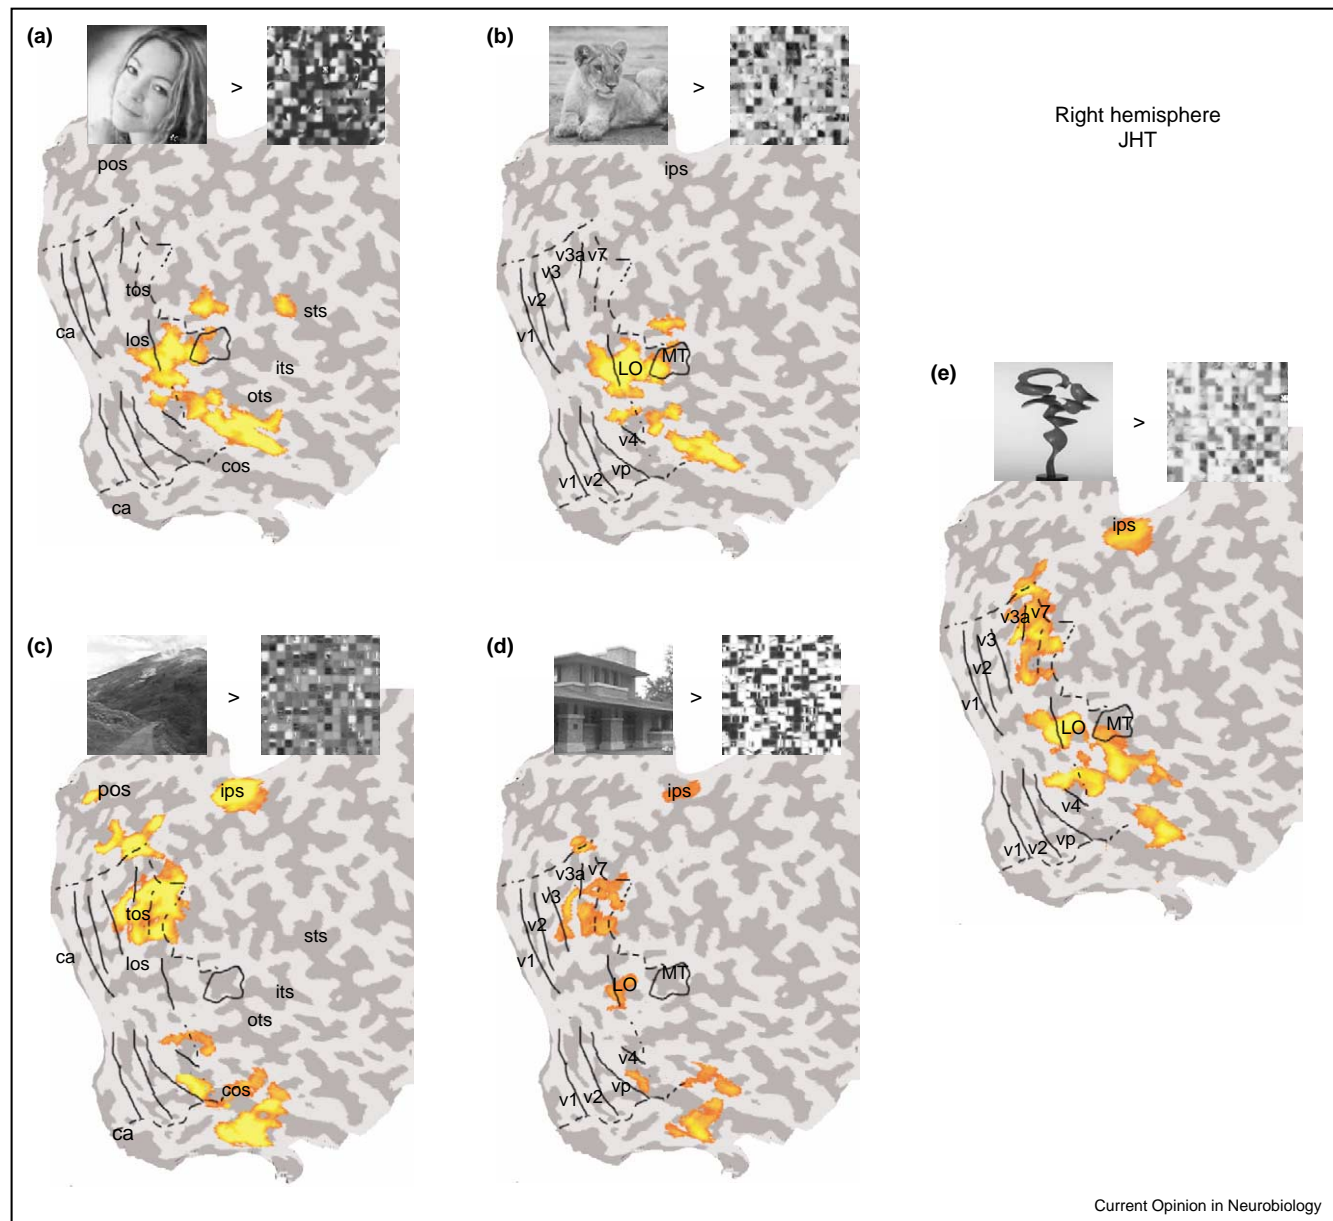 (a)
>
pos
tos
sts
ca
los
its
ots
cos
ca
(b)
>
ips
v3a v7
v3
v2
v1
LO MT
v4
vp
v1 v2
Right hemisphere
JHT
(c)
>
pos
ips
tos
sts
ca
los
its
ots
cos
ca
(d)
>
ips
v3a v7
v3
v2
v1
LO MT
v4
vp
v1 v2
(e)
>
ips
v3a v7
v3
v2
v1
LO MT
v4
vp
v1 v2
Current Opinion in Neurobiology